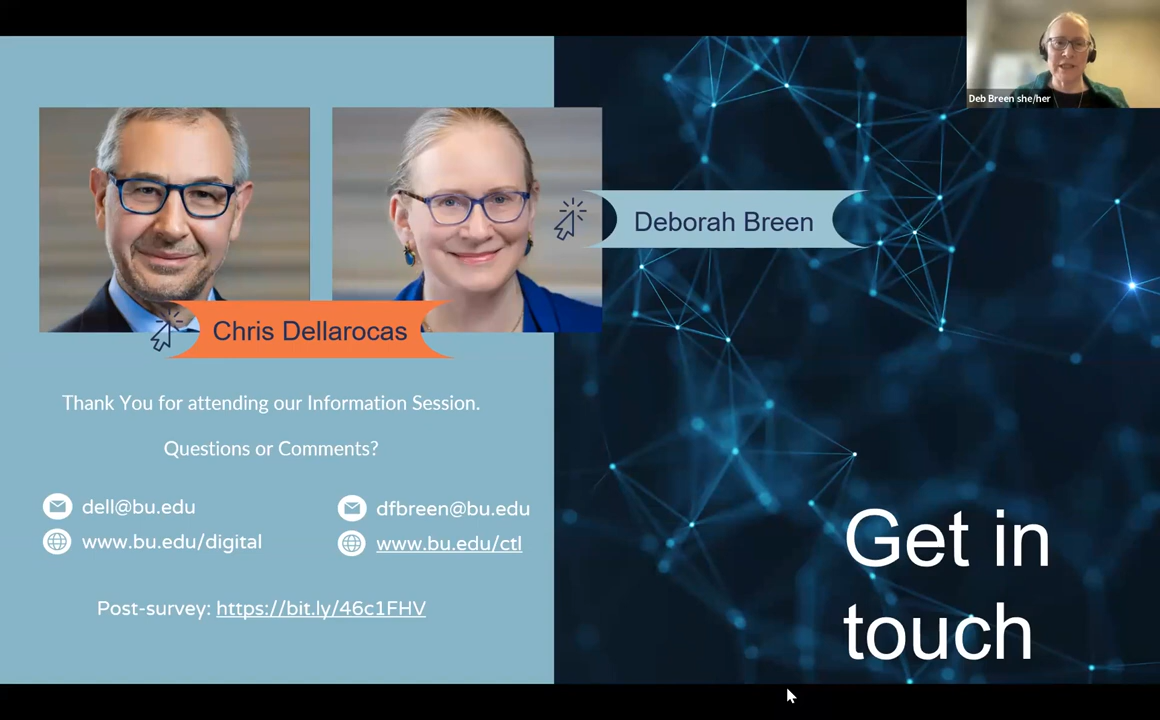 Deb Breen she/her
Deborah Breen
Chris Dellarocas
Thank You for attending our Information Session.
Questions or Comments?
dell@bu.edu
www.bu.edu/digital
dfbreen@bu.edu
www.bu.edu/ctl
Post-survey: https://bit.ly/46c1FHV
Get in
touch